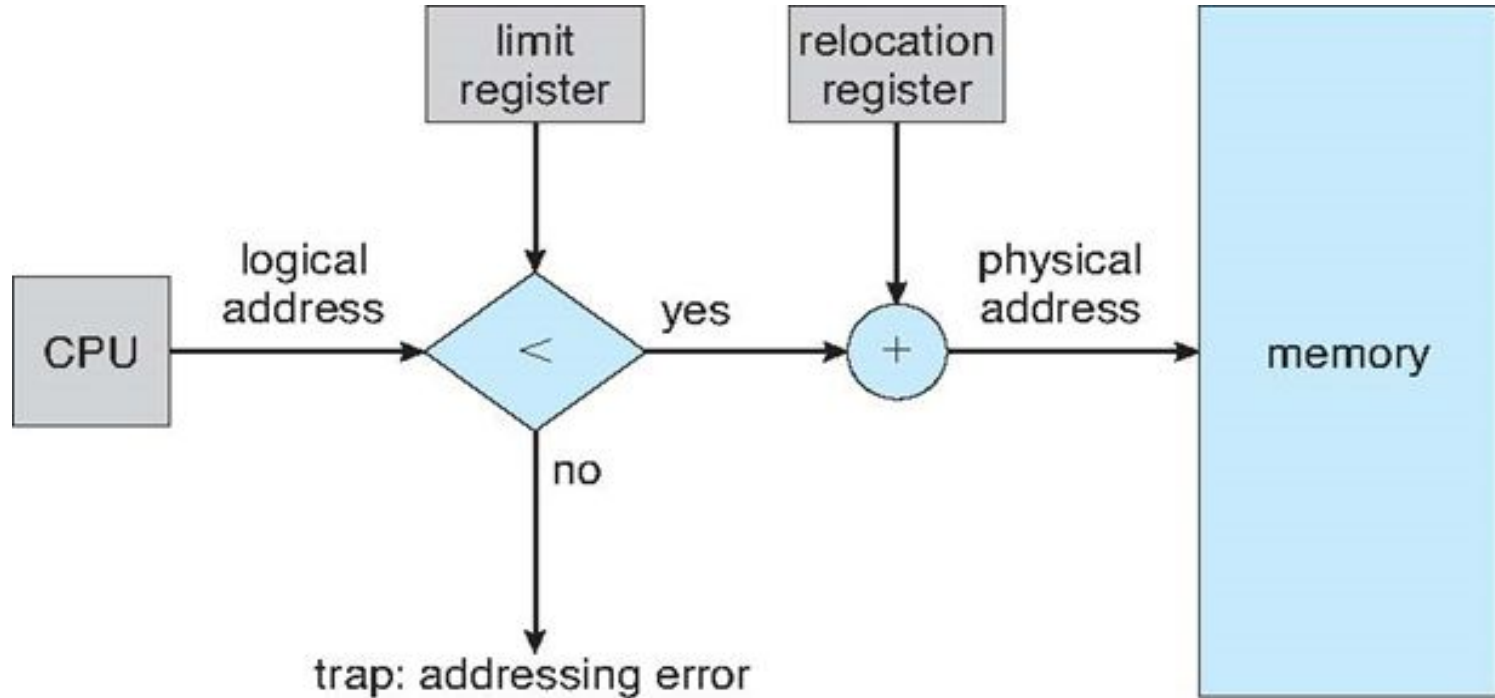 limit
register
relocation
register
logical
address
physical
address
CPU
<
yes
+
memory
no
trap: addressing error